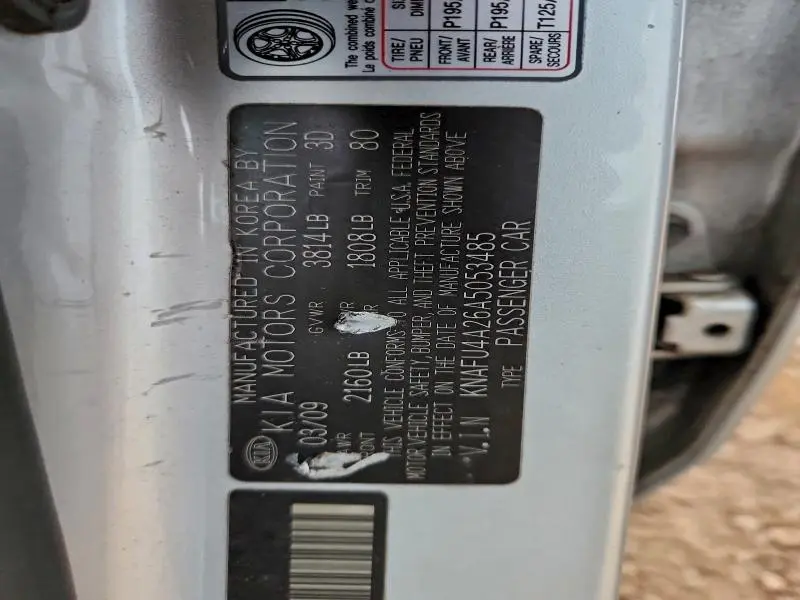 The combined we
Le poids combiné c
TIRE/ PNEU
FRONT/ AVANT P195
REAR/ ARRIÈRE P195
SPARE/ SECOURS T125
MANUFACTURED IN KOREA BY
KIA KIA MOTORS CORPORATION
03/09 GVWR 3814LB PAINT 3D
2160LB 1808LB TRIM 80
THIS VEHICLE CONFORMS TO ALL APPLICABLE U.S.A. FEDERAL
MOTOR VEHICLE SAFETY, BUMPER, AND THEFT PREVENTION STANDARDS
IN EFFECT ON THE DATE OF MANUFACTURE SHOWN ABOVE
V.I.N KNAFU4A26A5053485
TYPE PASSENGER CAR